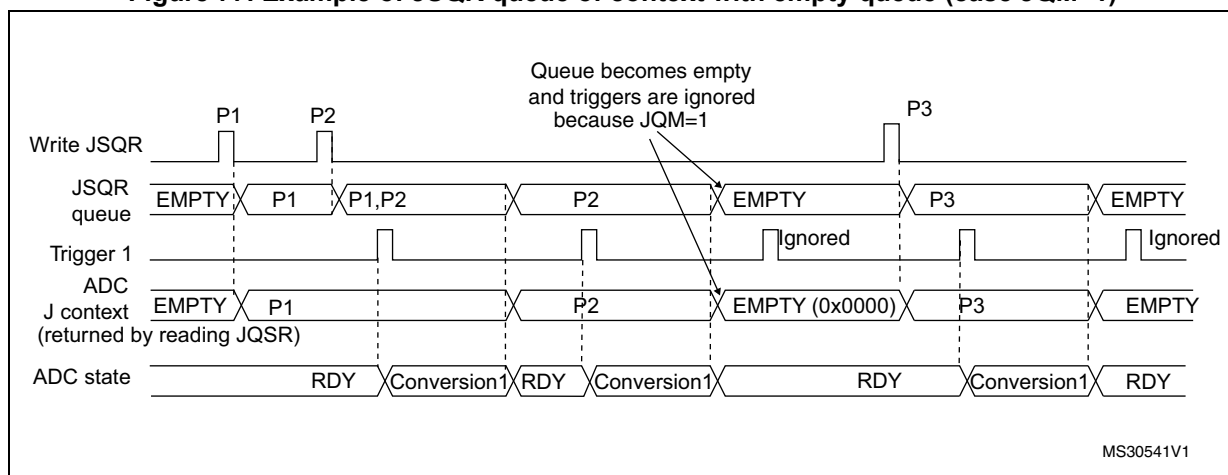 Queue becomes empty
and triggers are ignored
because JQM=1
P1 P2 P3
Write JSQR
JSQR
queue
EMPTY P1 P1,P2 P2 EMPTY P3 EMPTY
Trigger 1 Ignored Ignored
ADC
J context
(returned by reading JQSR)
EMPTY P1 P2 EMPTY (0x0000) P3 EMPTY
ADC state RDY Conversion1 RDY Conversion1 RDY Conversion1 RDY
MS30541V1